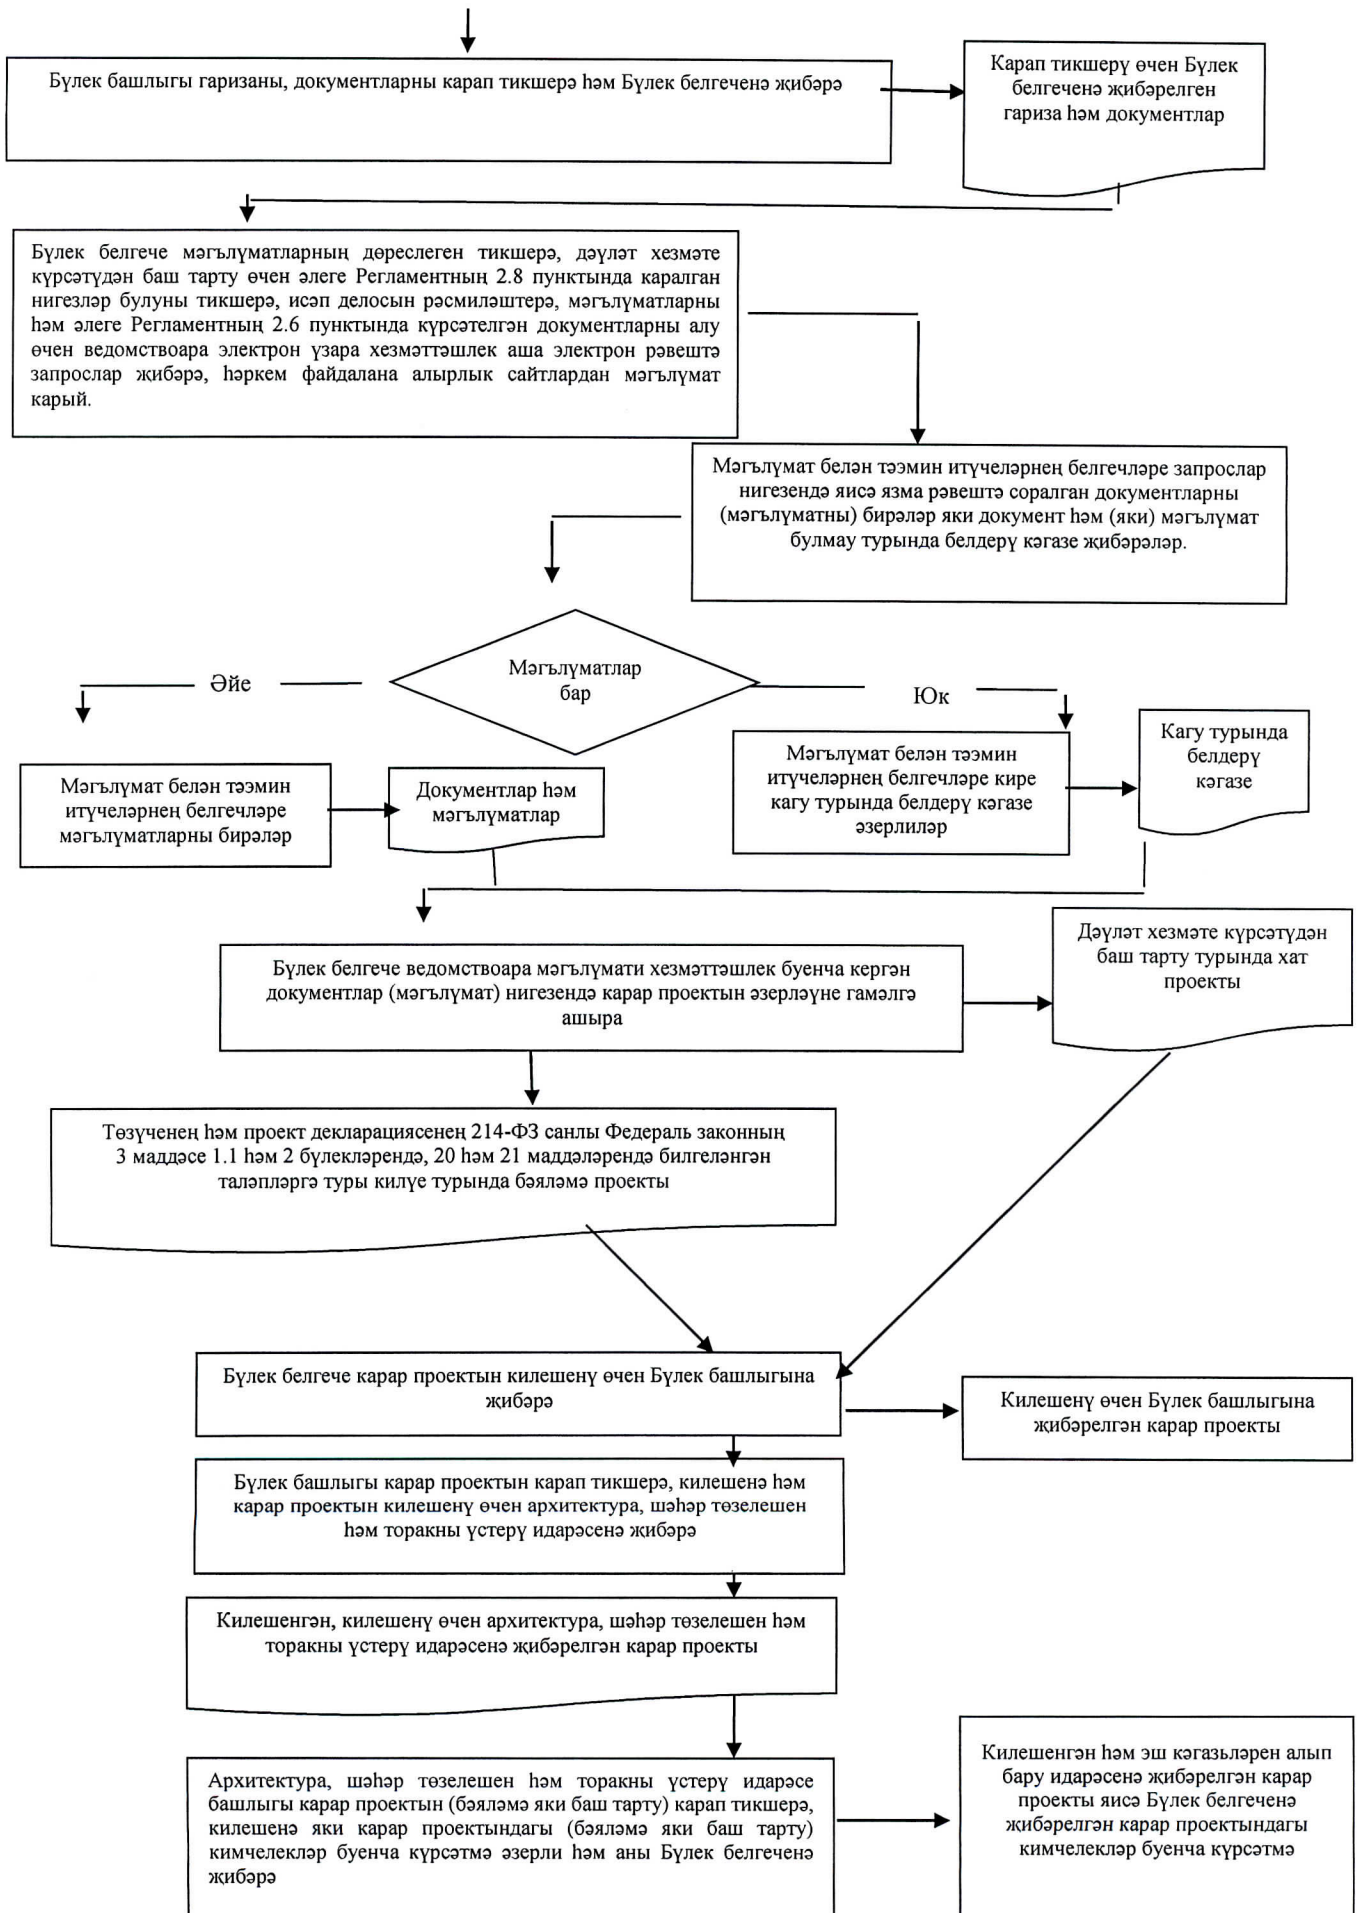 Бүлек башлыгы гаризаны, документларны карап тикшерә һәм Бүлек белгеченә җибәрә
Карап тикшерү өчен Бүлек
белгеченә җибәрелген
гариза һәм документлар
Бүлек белгече мәгълүматларның дөреслеген тикшерә, дәүләт хезмәте
күрсәтүдән баш тарту өчен әлеге Регламентның 2.8 пунктында каралган
нигезләр булуны тикшерә, исәп делосын рәсмиләштерә, мәгълүматларны
һәм әлеге Регламентның 2.6 пунктында күрсәтелгән документларны алу
өчен ведомствоара электрон үзара хезмәттәшлек аша электрон рәвештә
запрослар җибәрә, һәркем файдалана алырлык сайтлардан мәгълүмат
карый.
Мәгълүмат белән тәэмин итүчеләрнең белгечләре запрослар
нигезендә яисә язма рәвештә соралган документларны
(мәгълүматны) бирәләр яки документ һәм (яки) мәгълүмат
булмау турында белдерү кәгазе җибәрәләр.
Мәгълүматлар
бар
Әйе
Юк
Мәгълүмат белән тәэмин
итүчеләрнең белгечләре
мәгълүматларны бирәләр
Документлар һәм
мәгълүматлар
Мәгълүмат белән тәэмин
итүчеләрнең белгечләре кире
кагу турында белдерү кәгазе
әзерлиләр
Кагу турында
белдерү
кәгазе
Бүлек белгече ведомствоара мәгълүмати хезмәттәшлек буенча кергән
документлар (мәгълүмат) нигезендә карар проектын әзерләүне гамәлгә
ашыра
Дәүләт хезмәте күрсәтүдән
баш тарту турында хат
проекты
Төзүченең һәм проект декларациясенең 214-ФЗ санлы Федераль законның
3 маддәсе 1.1 һәм 2 бүлекләрендә, 20 һәм 21 маддәләрендә билгеләнгән
таләпләргә туры килүе турында бәяләмә проекты
Бүлек белгече карар проектын килешенү өчен Бүлек башлыгына
җибәрә
Килешенү өчен Бүлек башлыгына
җибәрелгән карар проекты
Бүлек башлыгы карар проектын карап тикшерә, килешенә һәм
карар проектын килешенү өчен архитектура, шәһәр төзелешен
һәм торакны үстерү идарәсенә җибәрә
Килешенгән, килешенү өчен архитектура, шәһәр төзелешен һәм
торакны үстерү идарәсенә җибәрелгән карар проекты
Архитектура, шәһәр төзелешен һәм торакны үстерү идарәсе
башлыгы карар проектын (бәяләмә яки баш тарту) карап тикшерә,
килешенә яки карар проектындагы (бәяләмә яки баш тарту)
кимчелекләр буенча күрсәтмә әзерли һәм аны Бүлек белгеченә
җибәрә
Килешенгән һәм эш кәгазьләрен алып
бару идарәсенә җибәрелгән карар
проекты яисә Бүлек белгеченә
җибәрелгән карар проектындагы
кимчелекләр буенча күрсәтмә